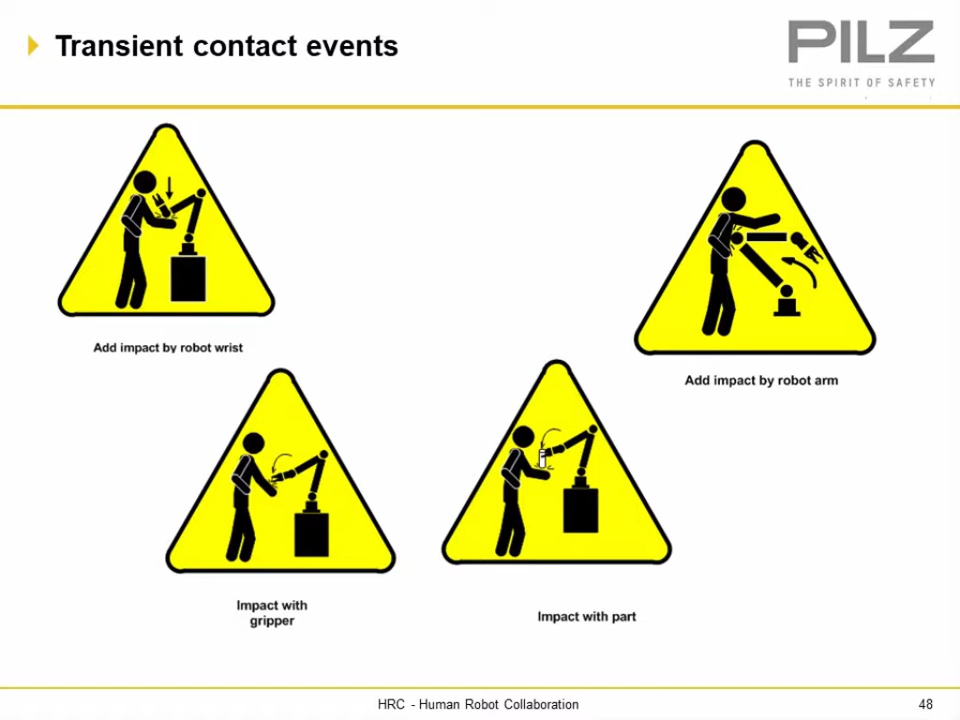 Transient contact events
PILZ
THE SPIRIT OF SAFETY
Add impact by robot wrist
Add impact by robot arm
Impact with
gripper
Impact with part
HRC - Human Robot Collaboration
48